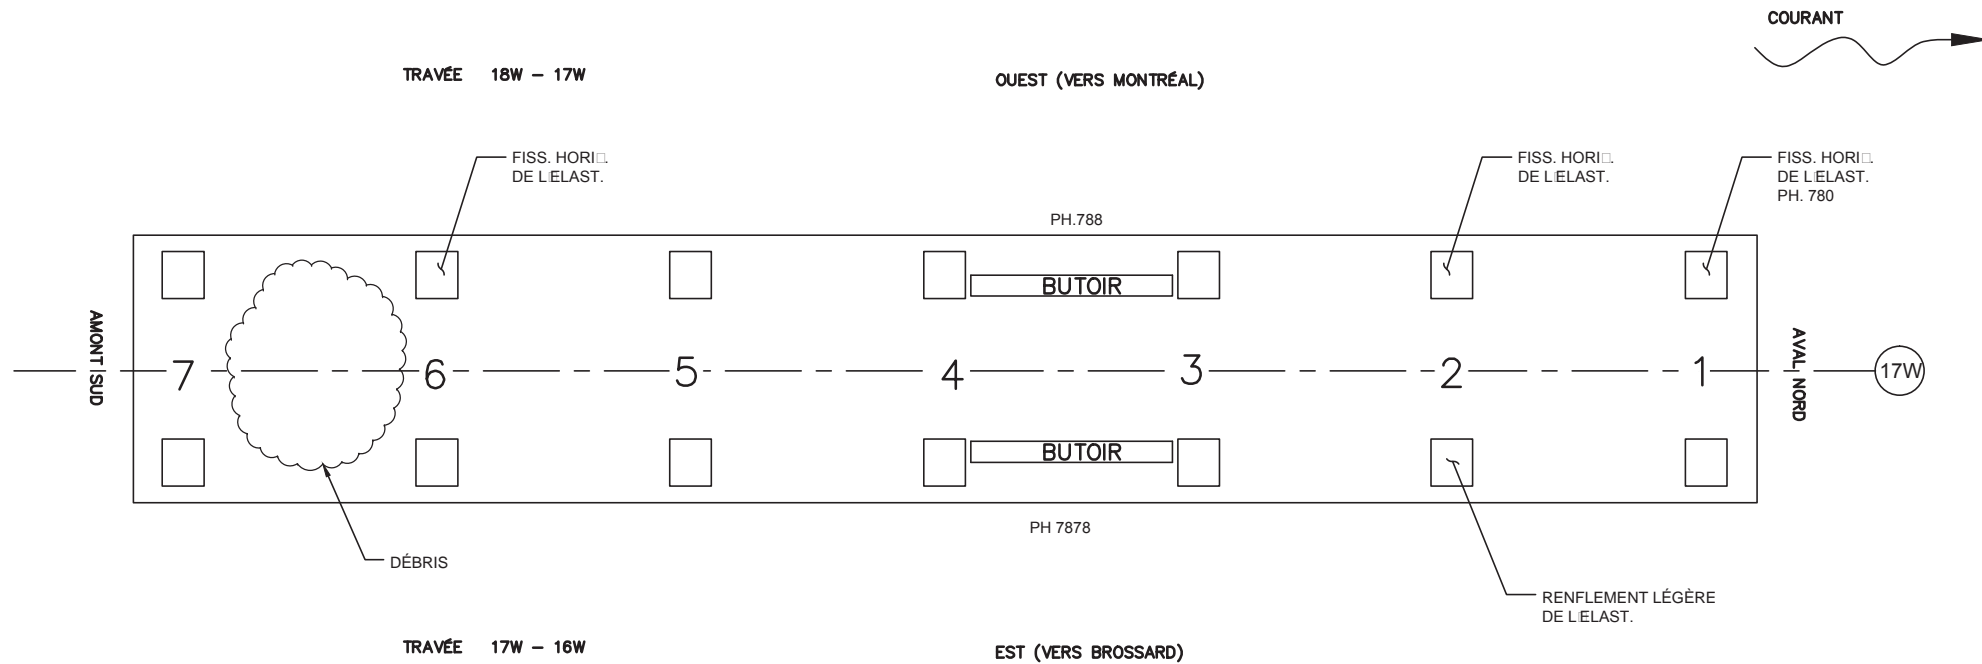 COURANT
TRAVÉE 18W – 17W
OUEST (VERS MONTRÉAL)
FISS. HORI□.
DE L□ELAST.
FISS. HORI□.
DE L□ELAST.
FISS. HORI□.
DE L□ELAST.
PH. 780
PH.788
BUTOIR
AMONT SUD
7
6
5
4
3
2
1
AVAL NORD
17W
BUTOIR
PH 7878
DÉBRIS
RENFLEMENT LÉGÈRE
DE L□ELAST.
TRAVÉE 17W – 16W
EST (VERS BROSSARD)